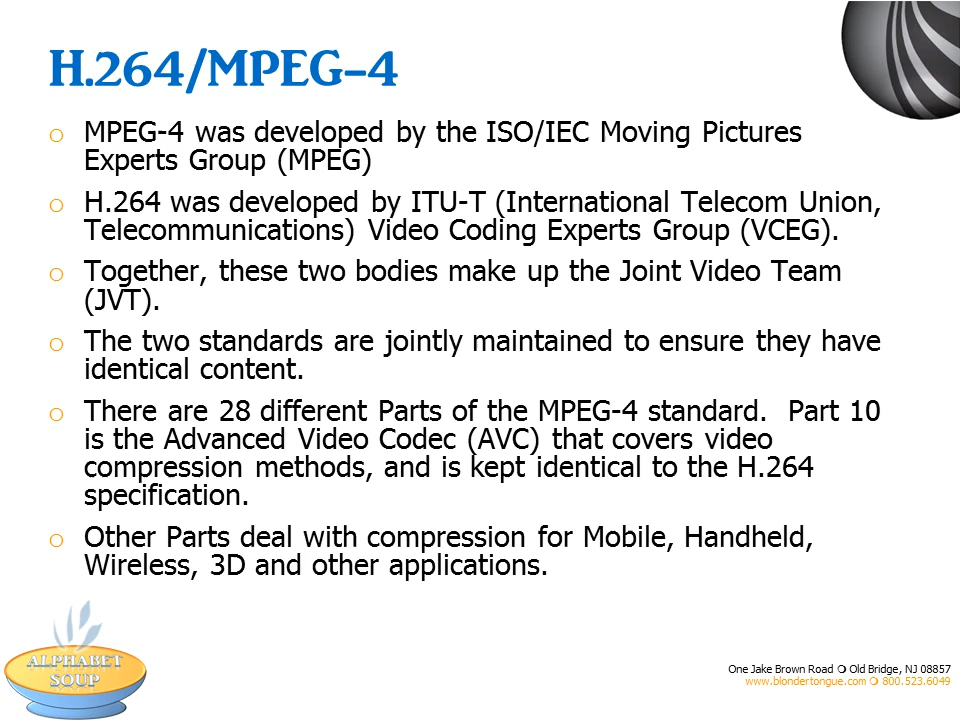 H.264/MPEG-4
o MPEG-4 was developed by the ISO/IEC Moving Pictures
Experts Group (MPEG)
o H.264 was developed by ITU-T (International Telecom Union,
Telecommunications) Video Coding Experts Group (VCEG).
o Together, these two bodies make up the Joint Video Team
(JVT).
o The two standards are jointly maintained to ensure they have
identical content.
o There are 28 different Parts of the MPEG-4 standard.  Part 10
is the Advanced Video Codec (AVC) that covers video
compression methods, and is kept identical to the H.264
specification.
o Other Parts deal with compression for Mobile, Handheld,
Wireless, 3D and other applications.
ALPHABET
SOUP
One Jake Brown Road ❍ Old Bridge, NJ 08857
www.blondertongue.com ❍ 800.523.6049